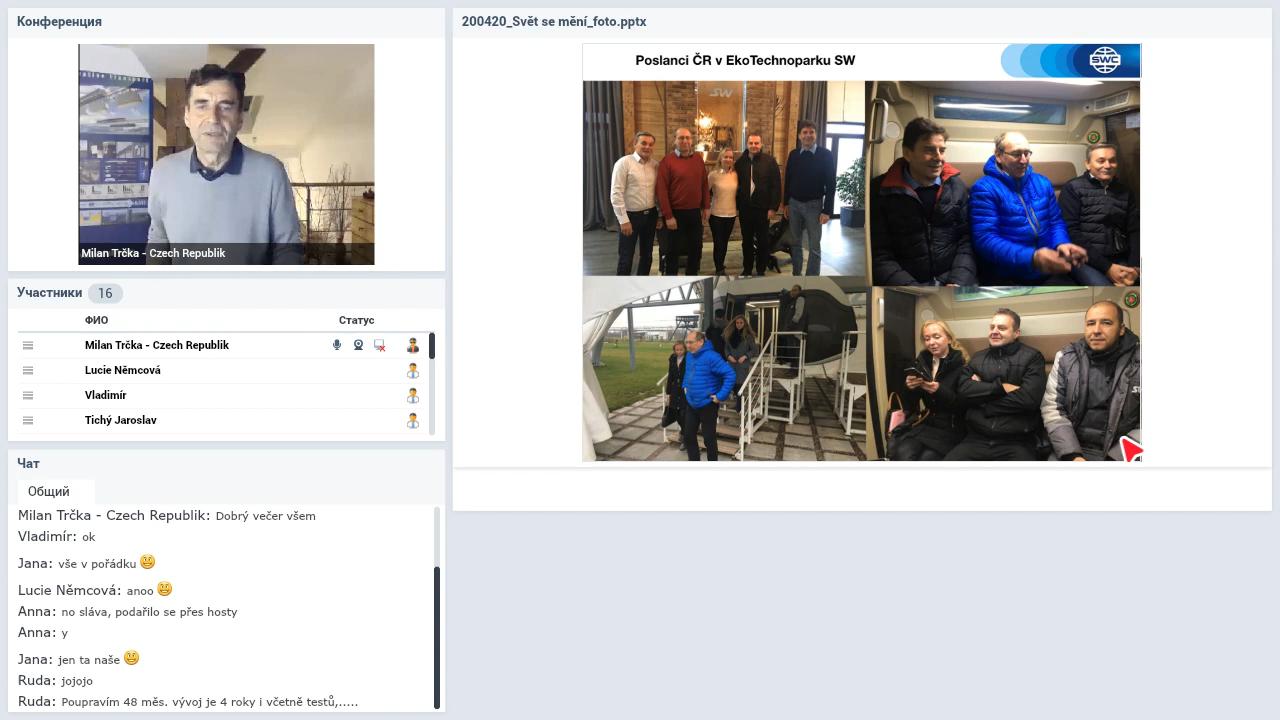 Конференция
Milan Trčka - Czech Republik
Участники 16
ФИО Статус
Milan Trčka - Czech Republik
Lucie Němcová
Vladimír
Tichý Jaroslav
Чат
Общий
Milan Trčka - Czech Republik: Dobrý večer všem
Vladimír: ok
Jana: vše v pořádku
Lucie Němcová: anoo
Anna: no sláva, podařilo se přes hosty
Anna: y
Jana: jen ta naše
Ruda: jojojo
Ruda: Poupravím 48 měs. vývoj je 4 roky i včetně testů,.....
200420_Svět se mění_foto.pptx
Poslanci ČR v EkoTechnoparku SW
SWC
SW